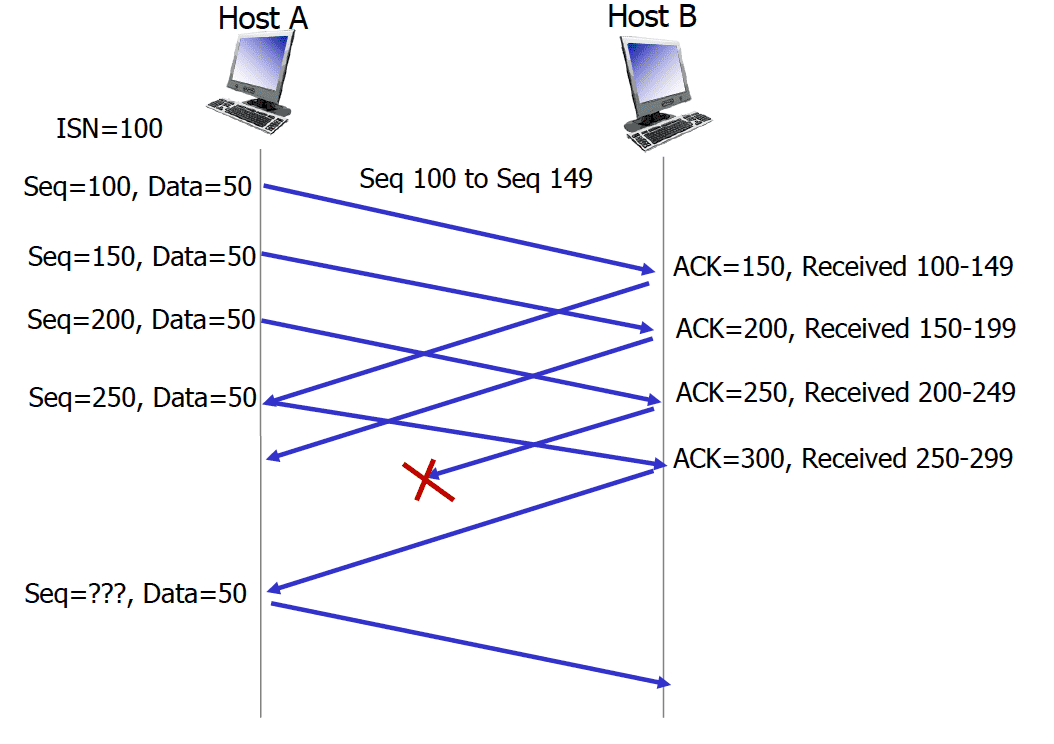 Host A
Host B
ISN=100
Seq=100, Data=50
Seq 100 to Seq 149
Seq=150, Data=50
ACK=150, Received 100-149
Seq=200, Data=50
ACK=200, Received 150-199
Seq=250, Data=50
ACK=250, Received 200-249
ACK=300, Received 250-299
Seq=???, Data=50